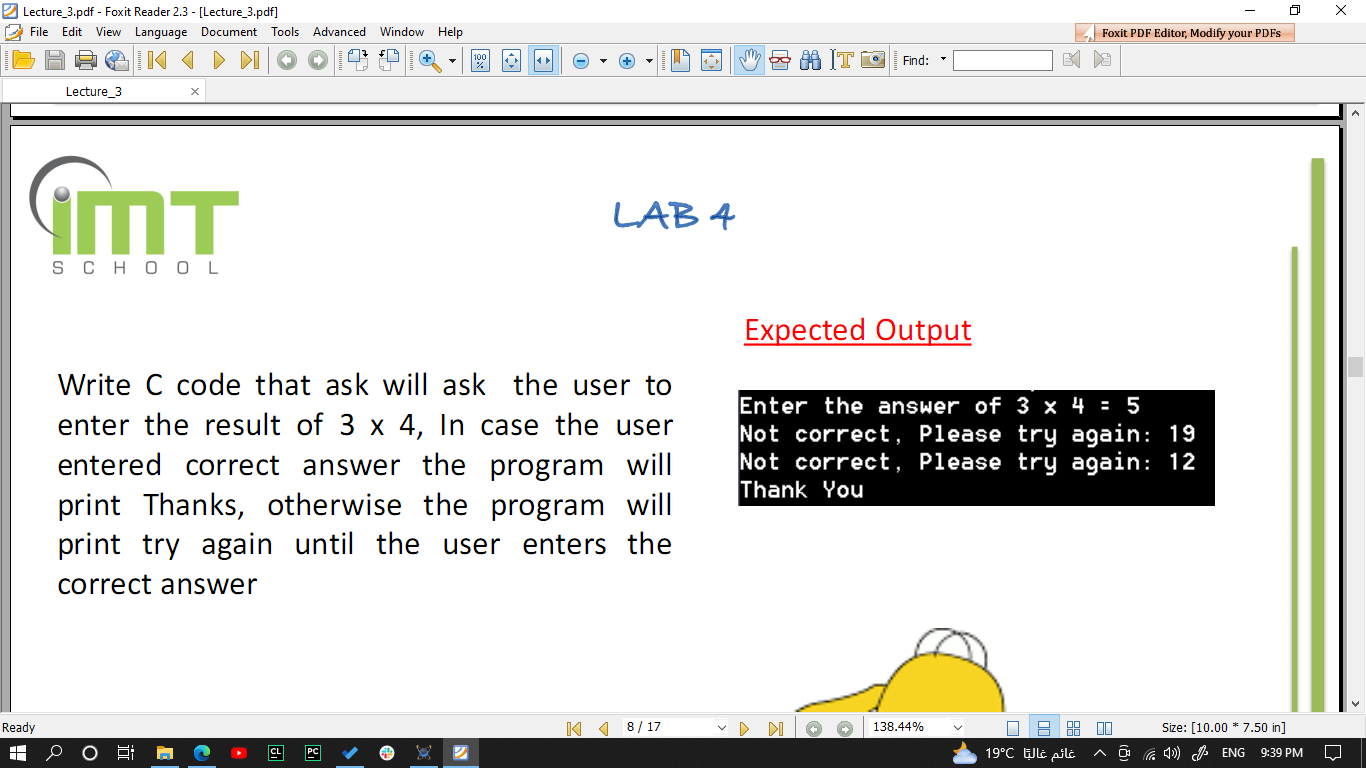 Lecture_3.pdf - Foxit Reader 2.3 - [Lecture_3.pdf]
File Edit View Language Document Tools Advanced Window Help
Foxit PDF Editor, Modify your PDFs
100 %
Find:
Lecture_3
iMT
SCHOOL
LAB 4
Expected Output
Write C code that ask will ask the user to
enter the result of 3 x 4, In case the user
entered correct answer the program will
print Thanks, otherwise the program will
print try again until the user enters the
correct answer
Enter the answer of 3 x 4 = 5
Not correct, Please try again: 19
Not correct, Please try again: 12
Thank You
Ready
8 / 17
138.44%
Size: [10.00 * 7.50 in]
CL
PC
19°C غائم غالبًا
ENG
9:39 PM